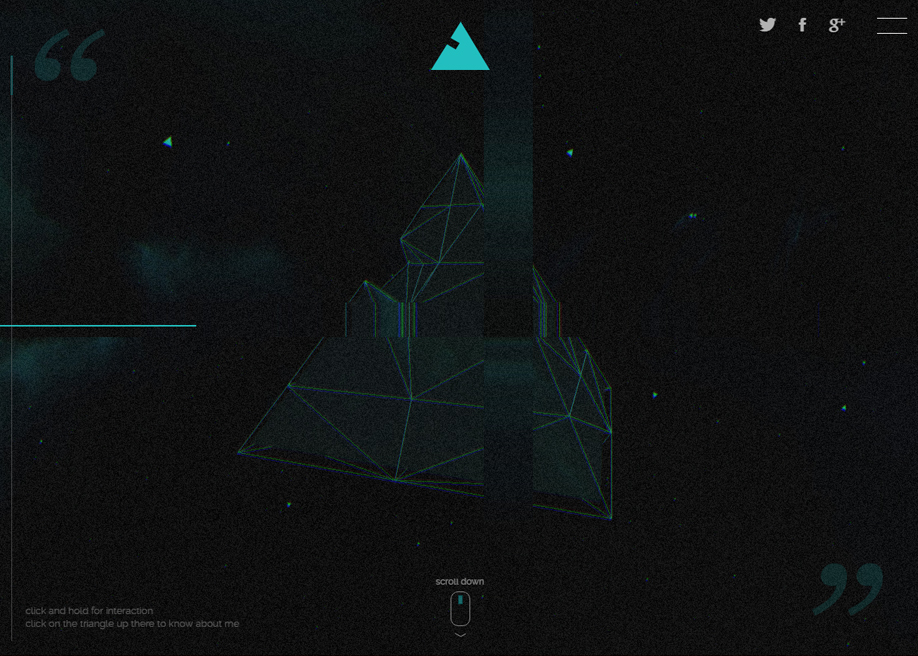 scroll down
click and hold for interaction
click on the triangle up there to know about me